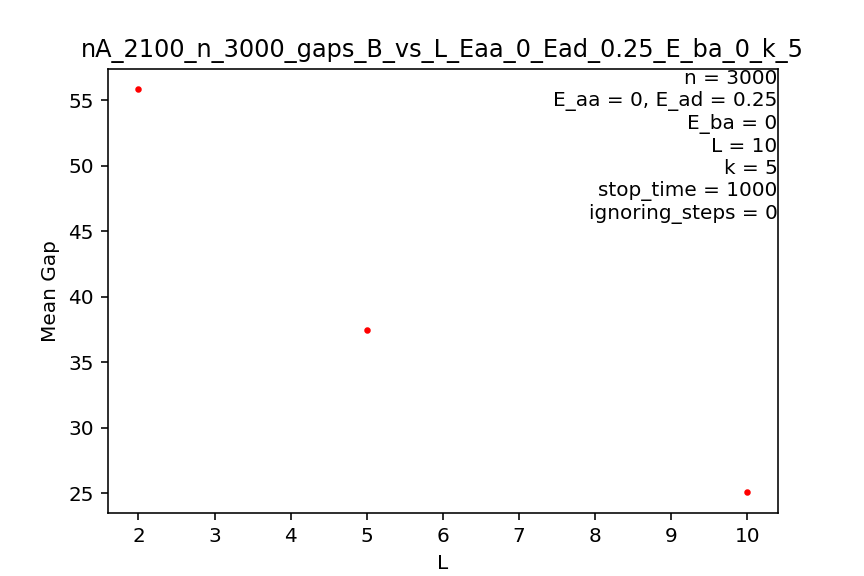 nA_2100_n_3000_gaps_B_vs_L_Eaa_0_Ead_0.25_E_ba_0_k_5
n = 3000
E_aa = 0, E_ad = 0.25
E_ba = 0
L = 10
k = 5
stop_time = 1000
ignoring_steps = 0
Mean Gap
55
50
45
40
35
30
25
2 3 4 5 6 7 8 9 10
L